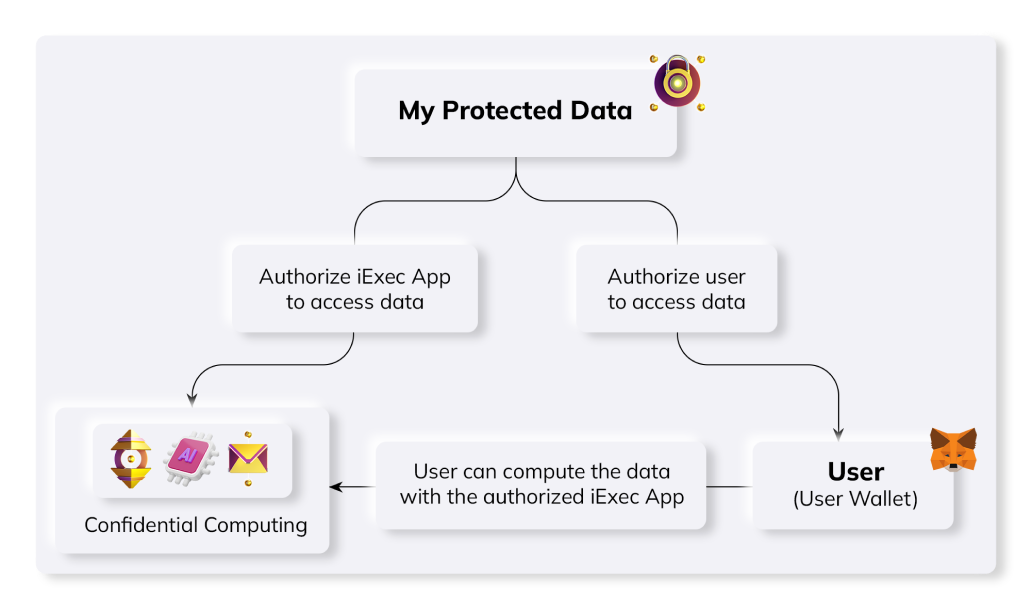 My Protected Data
Authorize iExec App
to access data
Authorize user
to access data
AI
Confidential Computing
User can compute the data
with the authorized iExec App
User
(User Wallet)